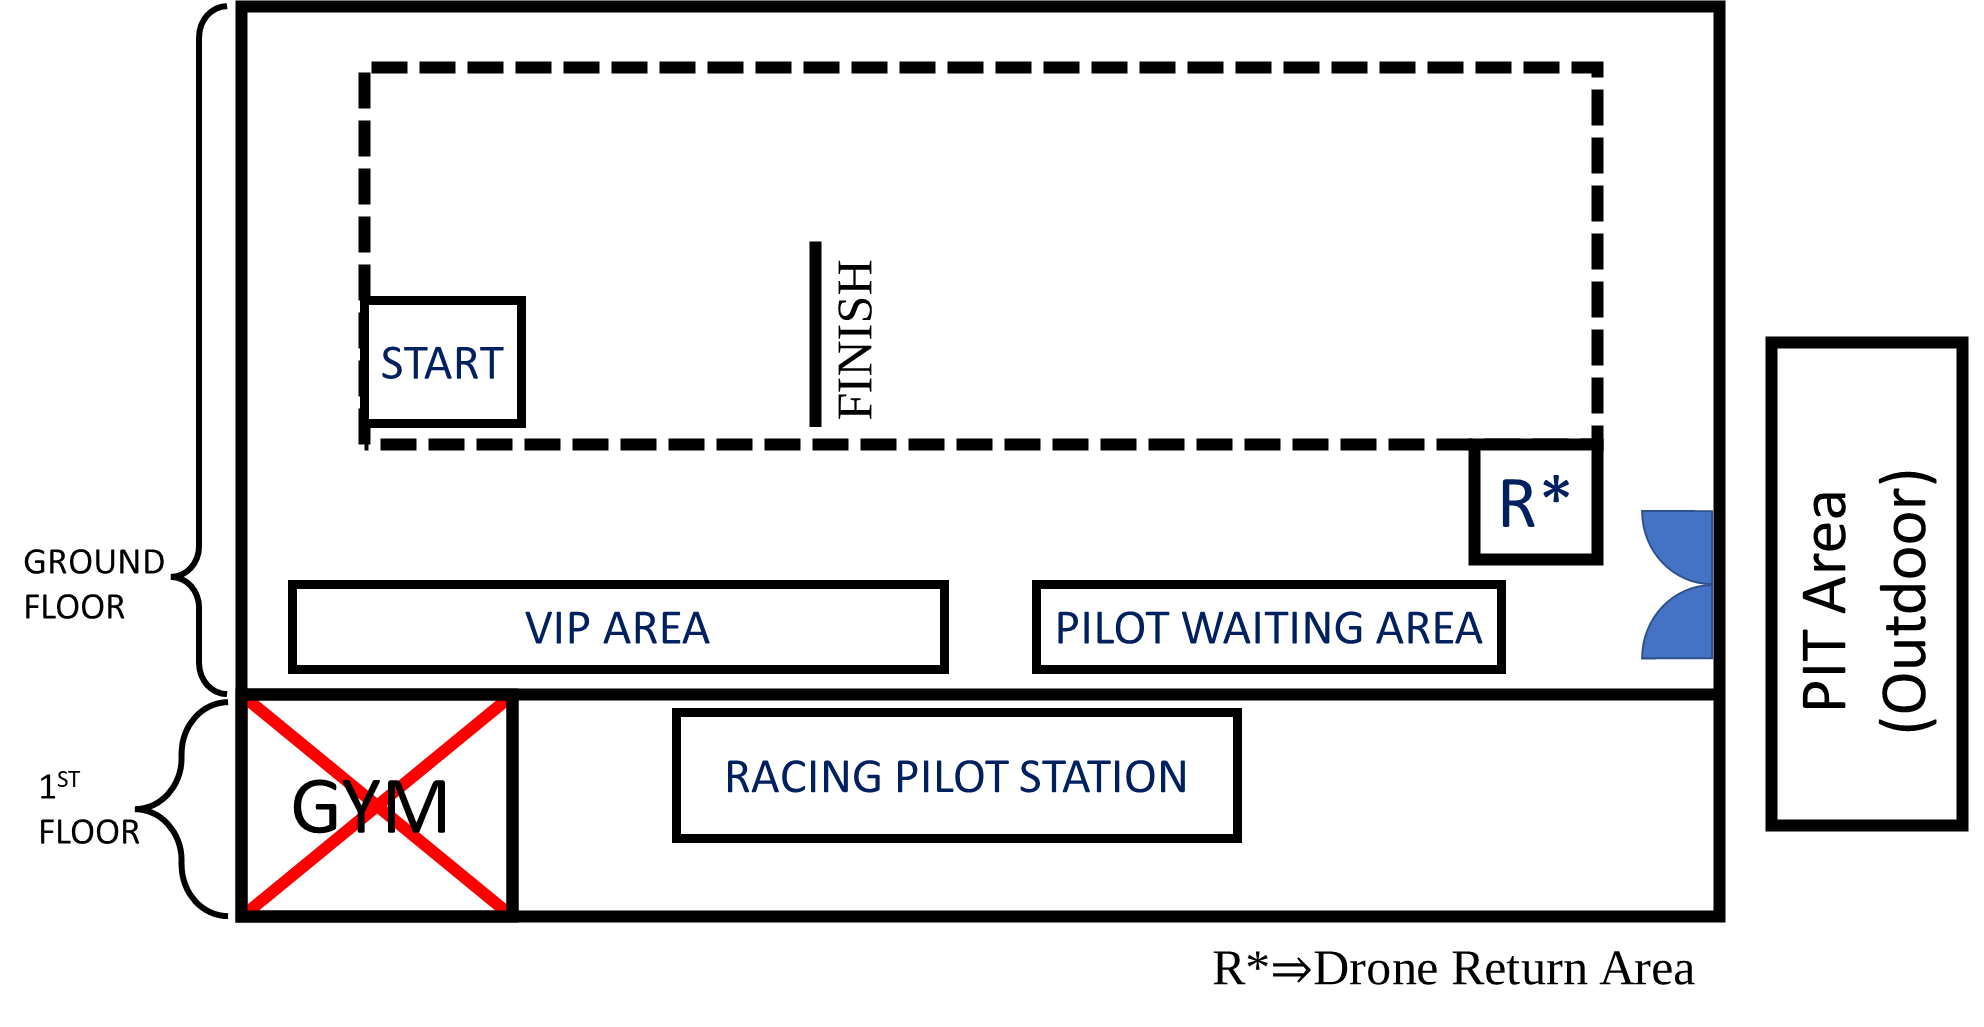 FINISH
START
R*
GROUND
FLOOR
VIP AREA
PILOT WAITING AREA
PIT Area
(Outdoor)
1ST
FLOOR
GYM
RACING PILOT STATION
R*⇒Drone Return Area